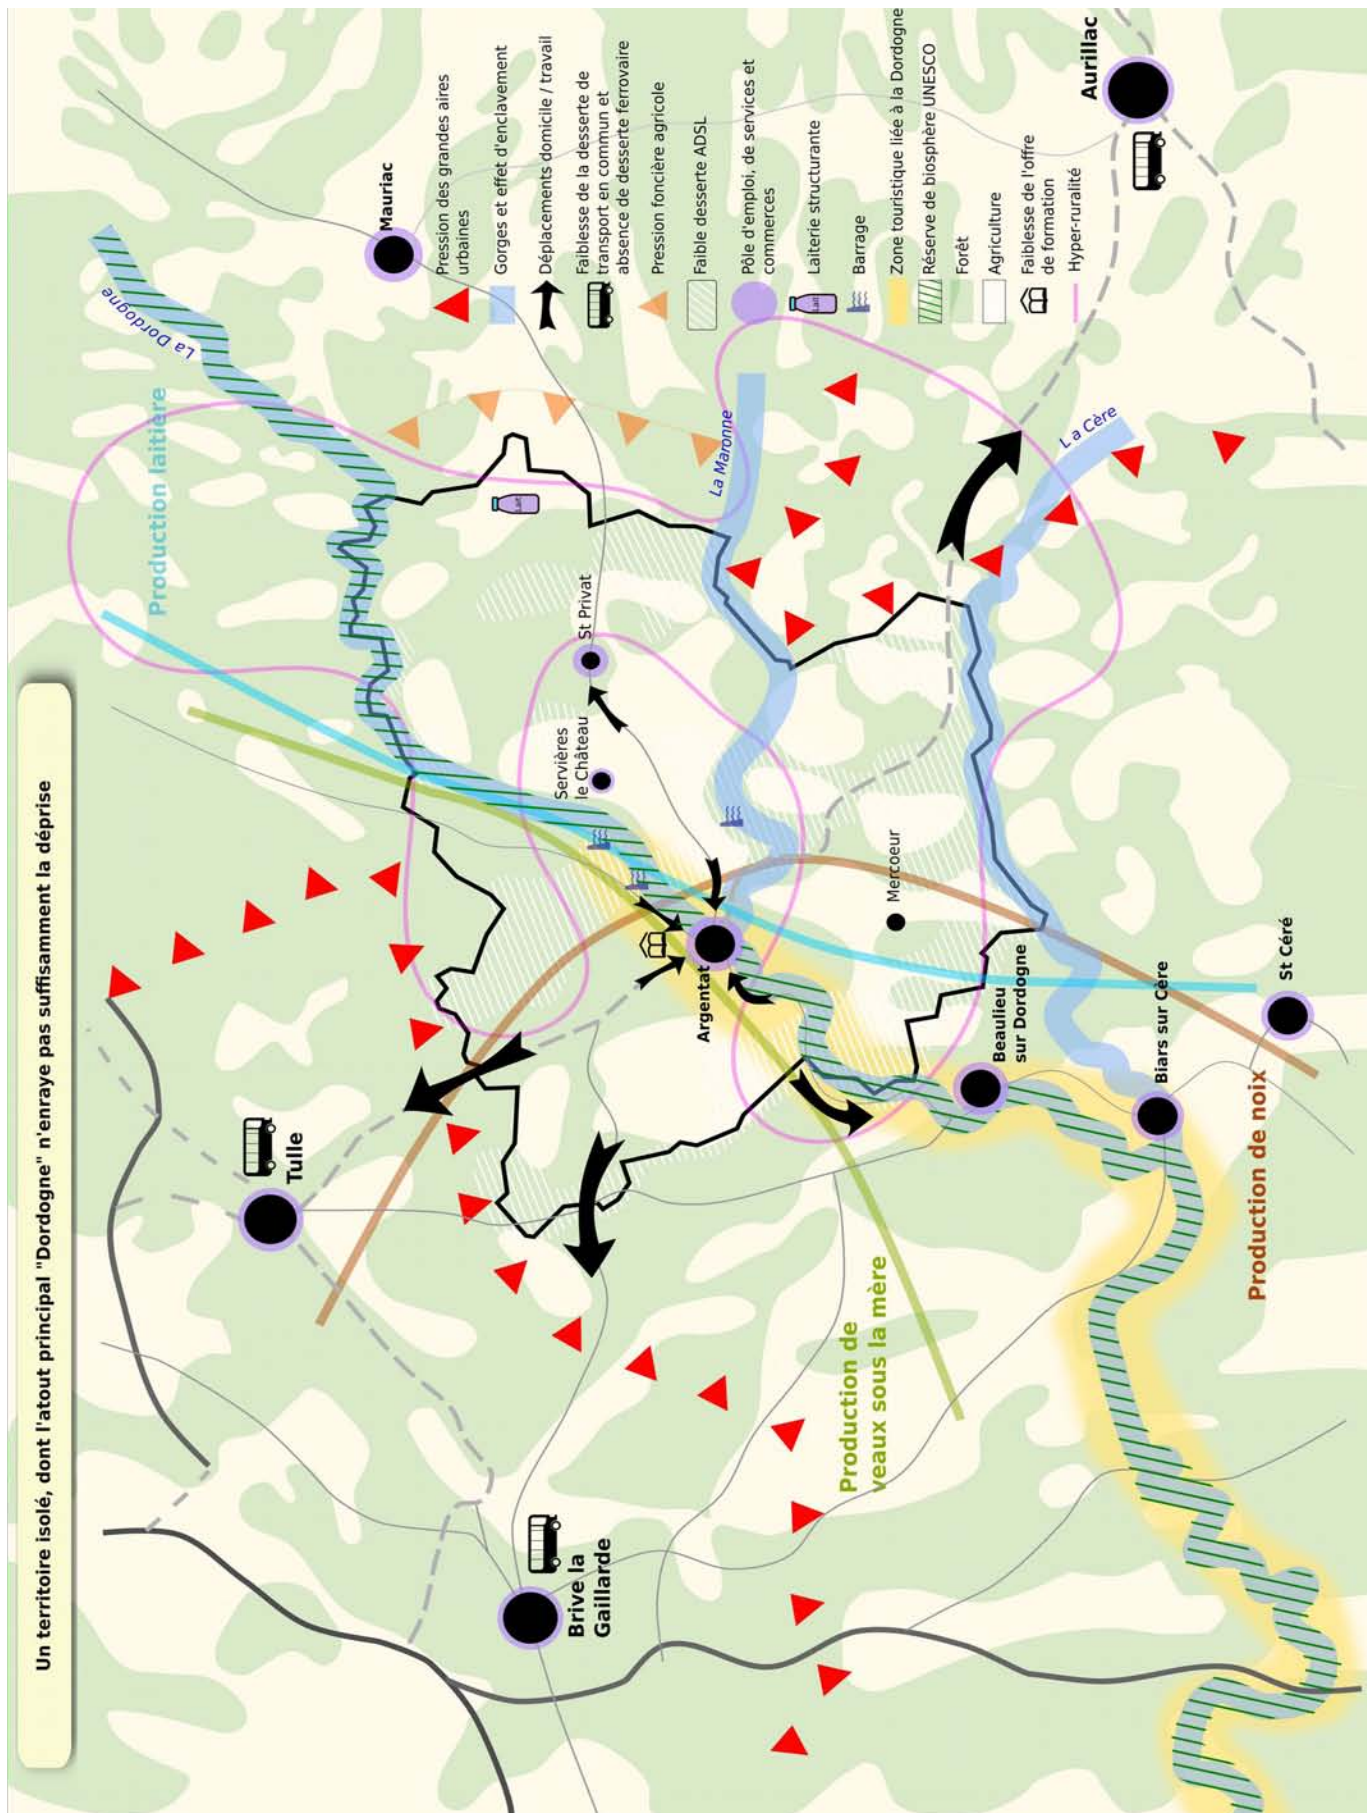 Un territoire isolé, dont l'atout principal "Dordogne" n'enraye pas suffisamment la déprise
Tulle
Brive la
Gaillarde
Production laitière
La Dordogne
Mauriac
Servières
le Château
St Privat
Lait
La Maronne
Argentat
Mercoeur
Beaulieu
sur Dordogne
Biars sur Cère
St Céré
L a Cère
Aurillac
Production de
veaux sous la mère
Production de noix
Pression des grandes aires
urbaines
Gorges et effet d'enclavement
Déplacements domicile / travail
Faiblesse de la desserte de
transport en commun et
absence de desserte ferrovaire
Pression foncière agricole
Faible desserte ADSL
Pôle d'emploi, de services et
commerces
Lait
Laiterie structurante
Barrage
Zone touristique liée à la Dordogne
Réserve de biosphère UNESCO
Forêt
Agriculture
Faiblesse de l'offre
de formation
Hyper-ruralité